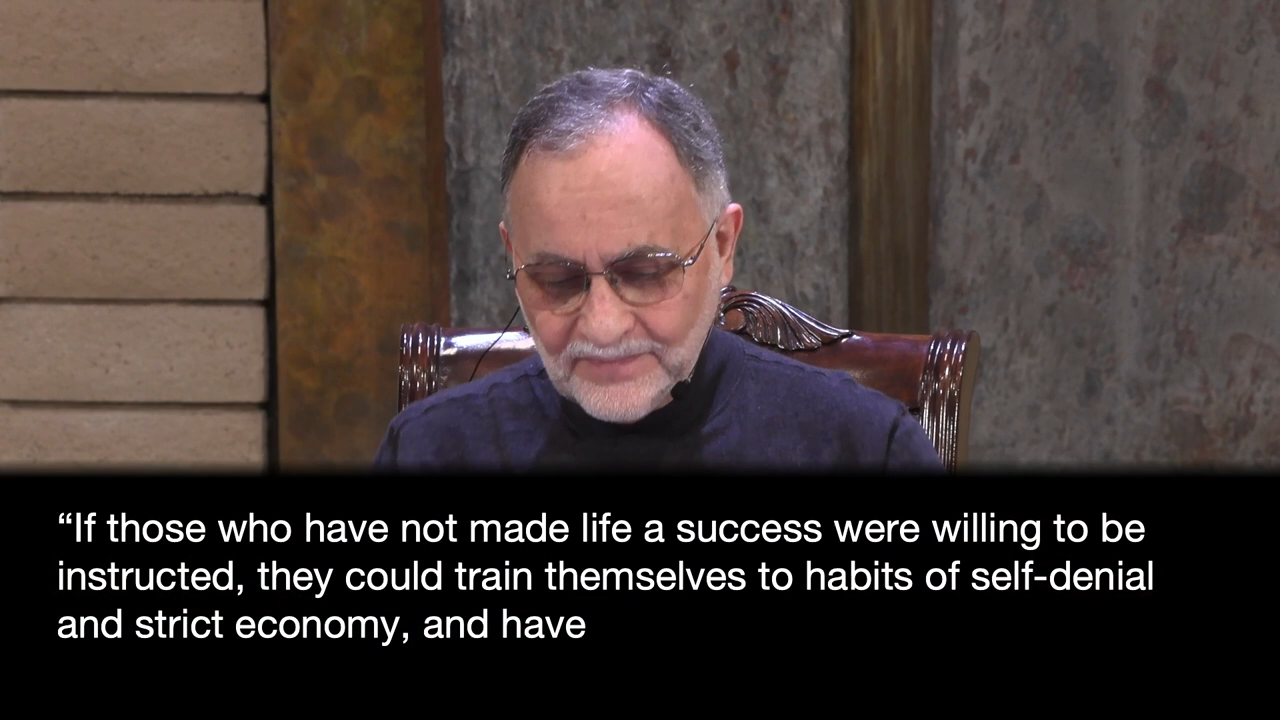 “If those who have not made life a success were willing to be
instructed, they could train themselves to habits of self-denial
and strict economy, and have